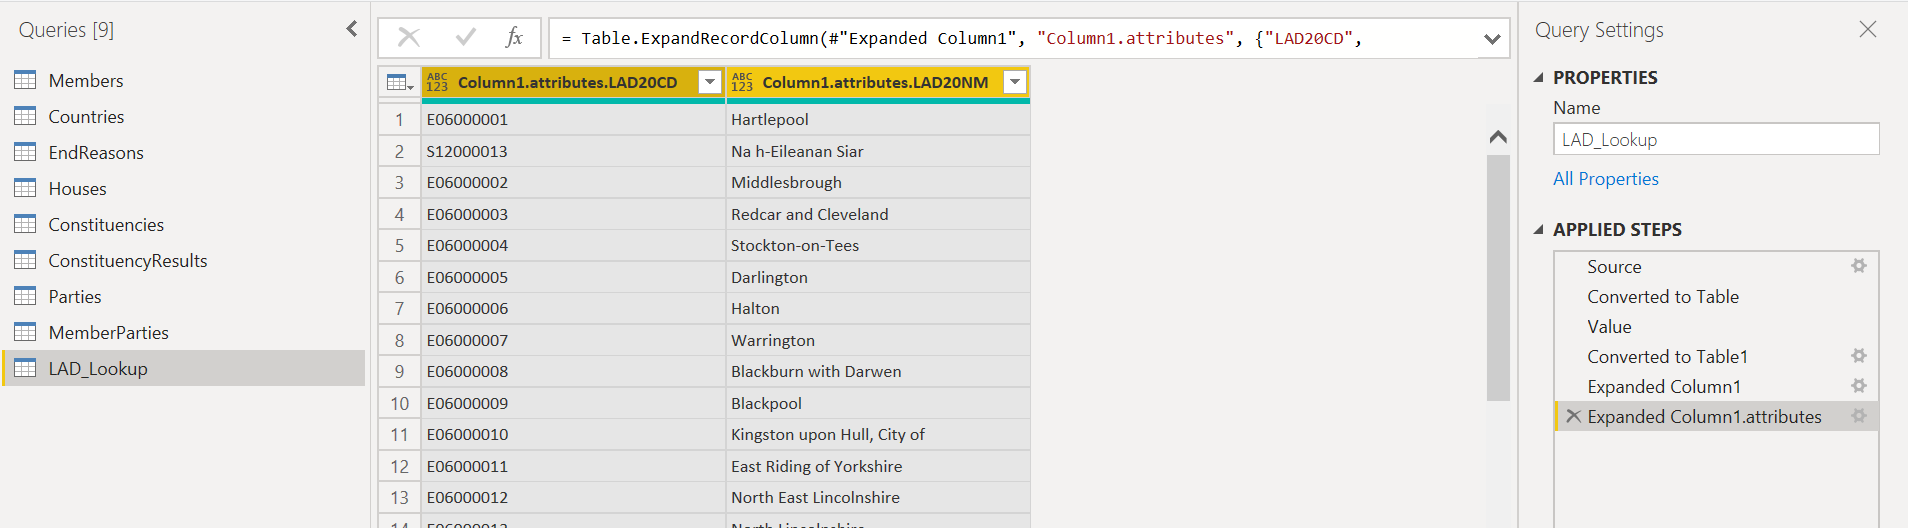 Queries [9]
Members
Countries
EndReasons
Houses
Constituencies
ConstituencyResults
Parties
MemberParties
LAD_Lookup
fx
= Table.ExpandRecordColumn(#"Expanded Column1", "Column1.attributes", {"LAD20CD",
ABC 123 Column1.attributes.LAD20CD ABC 123 Column1.attributes.LAD20NM
1 E06000001 Hartlepool
2 S12000013 Na h-Eileanan Siar
3 E06000002 Middlesbrough
4 E06000003 Redcar and Cleveland
5 E06000004 Stockton-on-Tees
6 E06000005 Darlington
7 E06000006 Halton
8 E06000007 Warrington
9 E06000008 Blackburn with Darwen
10 E06000009 Blackpool
11 E06000010 Kingston upon Hull, City of
12 E06000011 East Riding of Yorkshire
13 E06000012 North East Lincolnshire
14 E06000013 North Lincolnshire
Query Settings
PROPERTIES
Name
LAD_Lookup
All Properties
APPLIED STEPS
Source
Converted to Table
Value
Converted to Table1
Expanded Column1
Expanded Column1.attributes